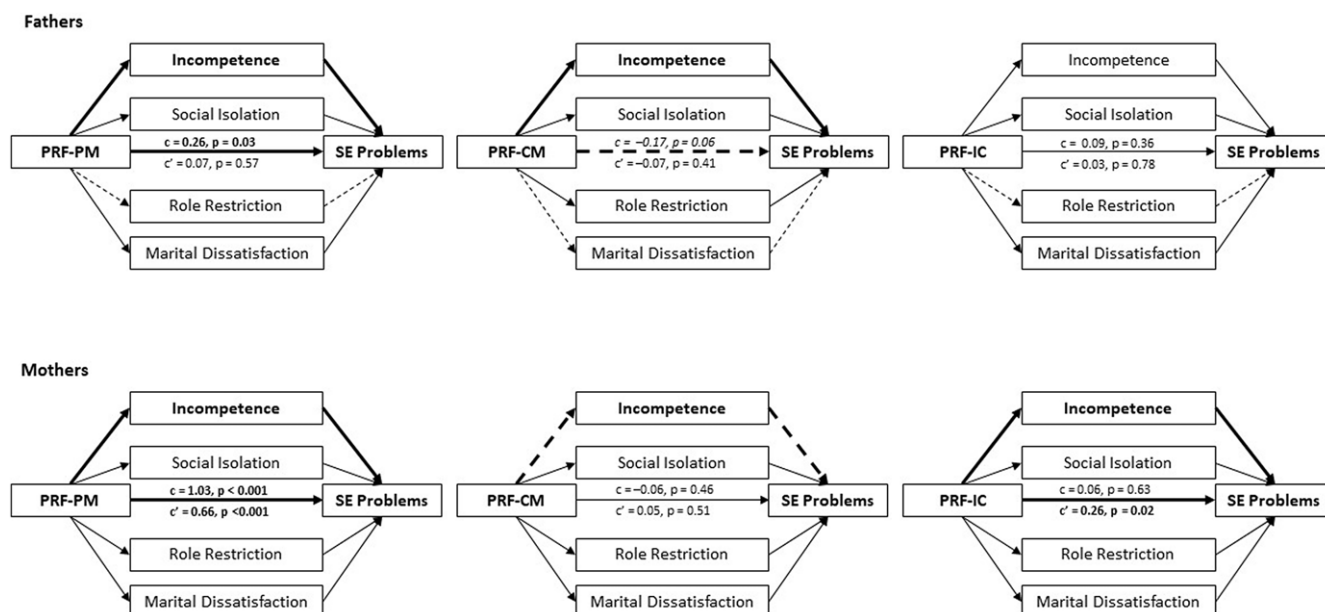 Fathers
Incompetence
Social Isolation
c = 0.26, p = 0.03
PRF-PM
SE Problems
c’ = 0.07, p = 0.57
Role Restriction
Marital Dissatisfaction
Incompetence
Social Isolation
c = –0.17, p = 0.06
PRF-CM
SE Problems
c’ = –0.07, p = 0.41
Role Restriction
Marital Dissatisfaction
Incompetence
Social Isolation
c = 0.09, p = 0.36
PRF-IC
SE Problems
c’ = 0.03, p = 0.78
Role Restriction
Marital Dissatisfaction
Mothers
Incompetence
Social Isolation
c = 1.03, p < 0.001
PRF-PM
SE Problems
c’ = 0.66, p <0.001
Role Restriction
Marital Dissatisfaction
Incompetence
Social Isolation
c = –0.06, p = 0.46
PRF-CM
SE Problems
c’ = 0.05, p = 0.51
Role Restriction
Marital Dissatisfaction
Incompetence
Social Isolation
c = 0.06, p = 0.63
PRF-IC
SE Problems
c’ = 0.26, p = 0.02
Role Restriction
Marital Dissatisfaction